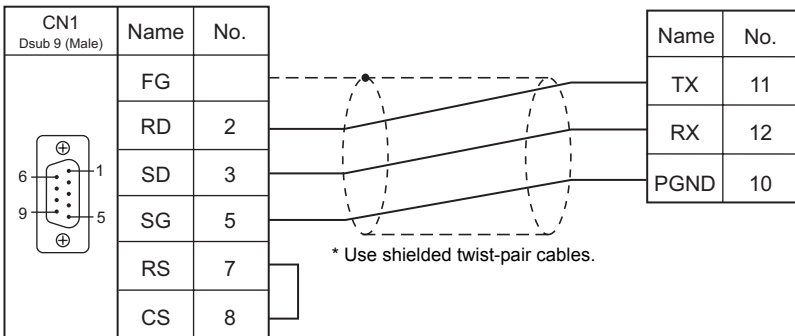 CN1
Dsub 9 (Male)
Name No.
FG
RD 2
SD 3
SG 5
RS 7
CS 8
6 1
9 5
* Use shielded twist-pair cables.
Name No.
TX 11
RX 12
PGND 10